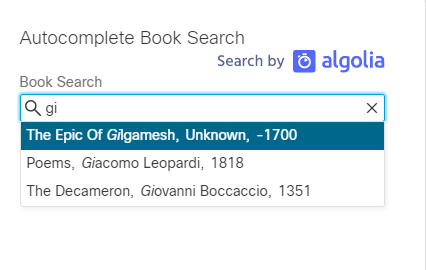 Autocomplete Book Search
Search by algolia
Book Search
gi
The Epic Of Gilgamesh, Unknown, -1700
Poems, Giacomo Leopardi, 1818
The Decameron, Giovanni Boccaccio, 1351